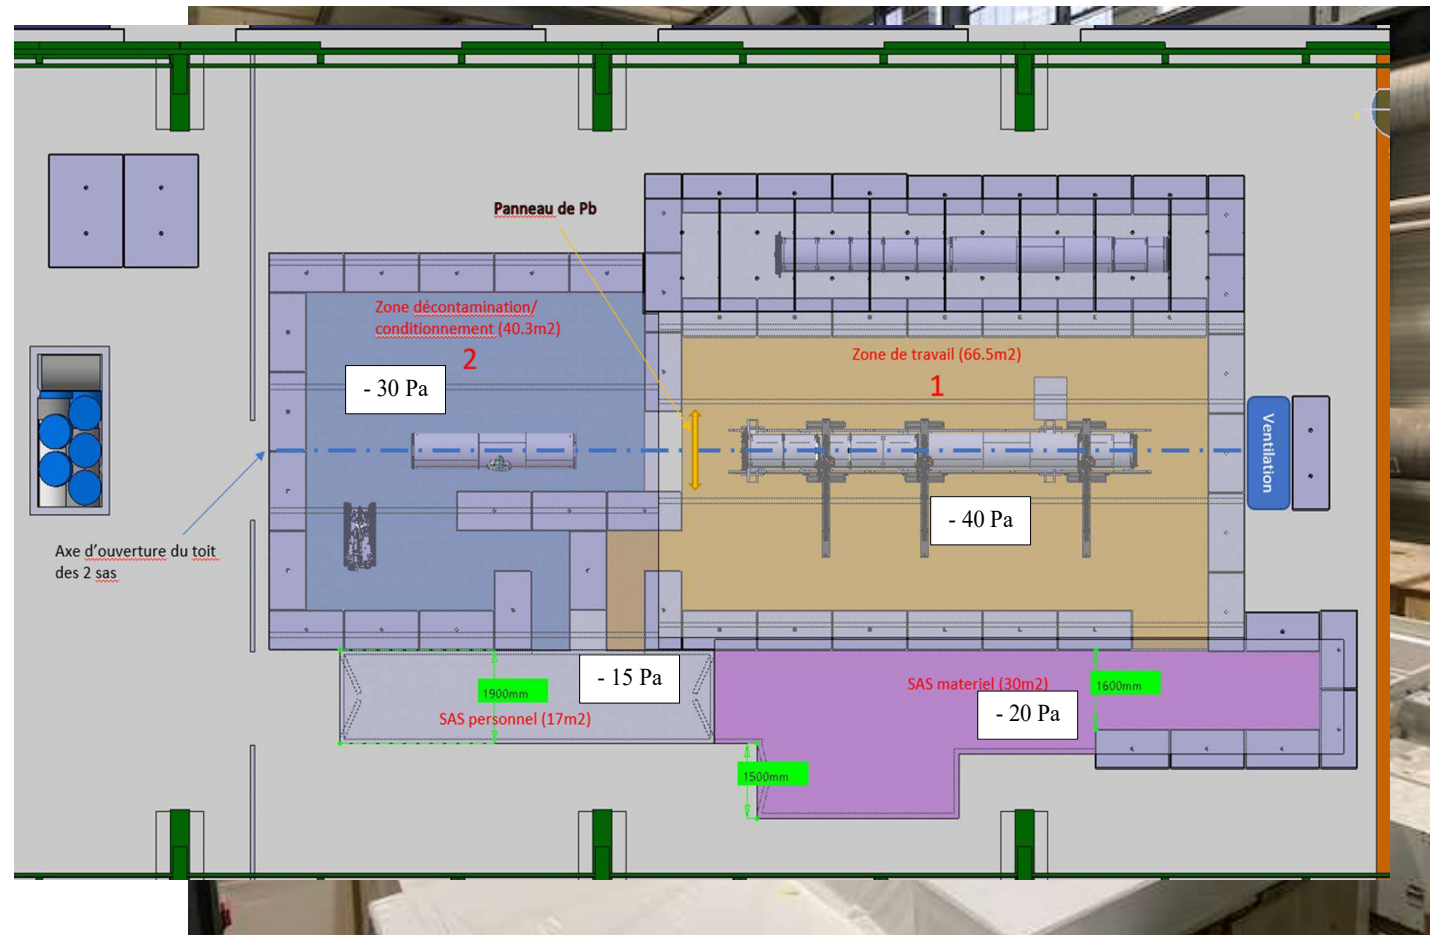 Panneau de Pb
Zone décontamination/
conditionnement (40.3m2)
2
- 30 Pa
Zone de travail (66.5m2)
1
Ventilation
- 40 Pa
Axe d'ouverture du toit
des 2 sas
- 15 Pa
1900mm
SAS personnel (17m2)
SAS materiel (30m2)
1600mm
- 20 Pa
1500mm